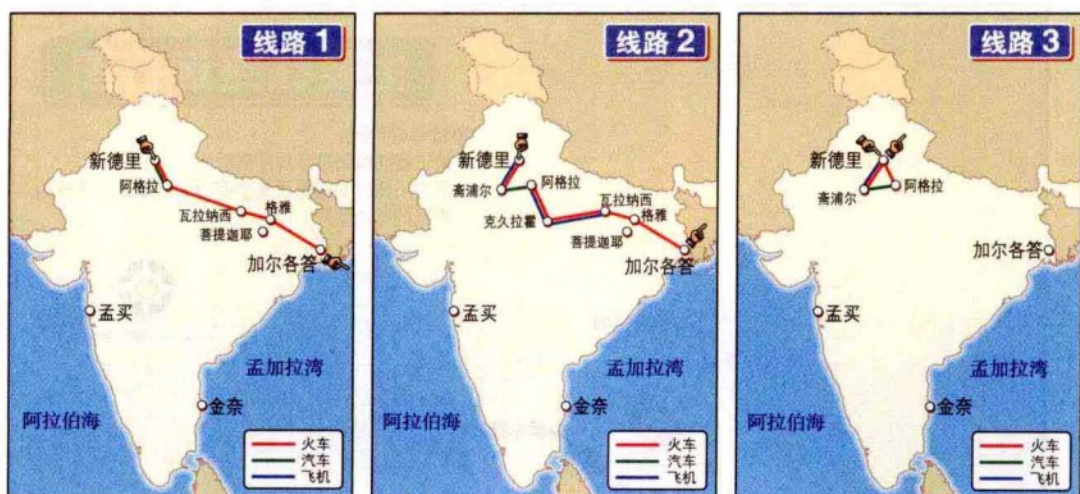 线路1
新德里
阿格拉
瓦拉纳西
格雅
菩提迦耶
加尔各答
孟买
孟加拉湾
阿拉伯海
金奈
火车
汽车
飞机
线路2
新德里
斋浦尔
阿格拉
瓦拉纳西
克久拉霍
格雅
菩提迦耶
加尔各答
孟买
孟加拉湾
阿拉伯海
金奈
火车
汽车
飞机
线路3
新德里
斋浦尔
阿格拉
加尔各答
孟买
孟加拉湾
阿拉伯海
金奈
火车
汽车
飞机